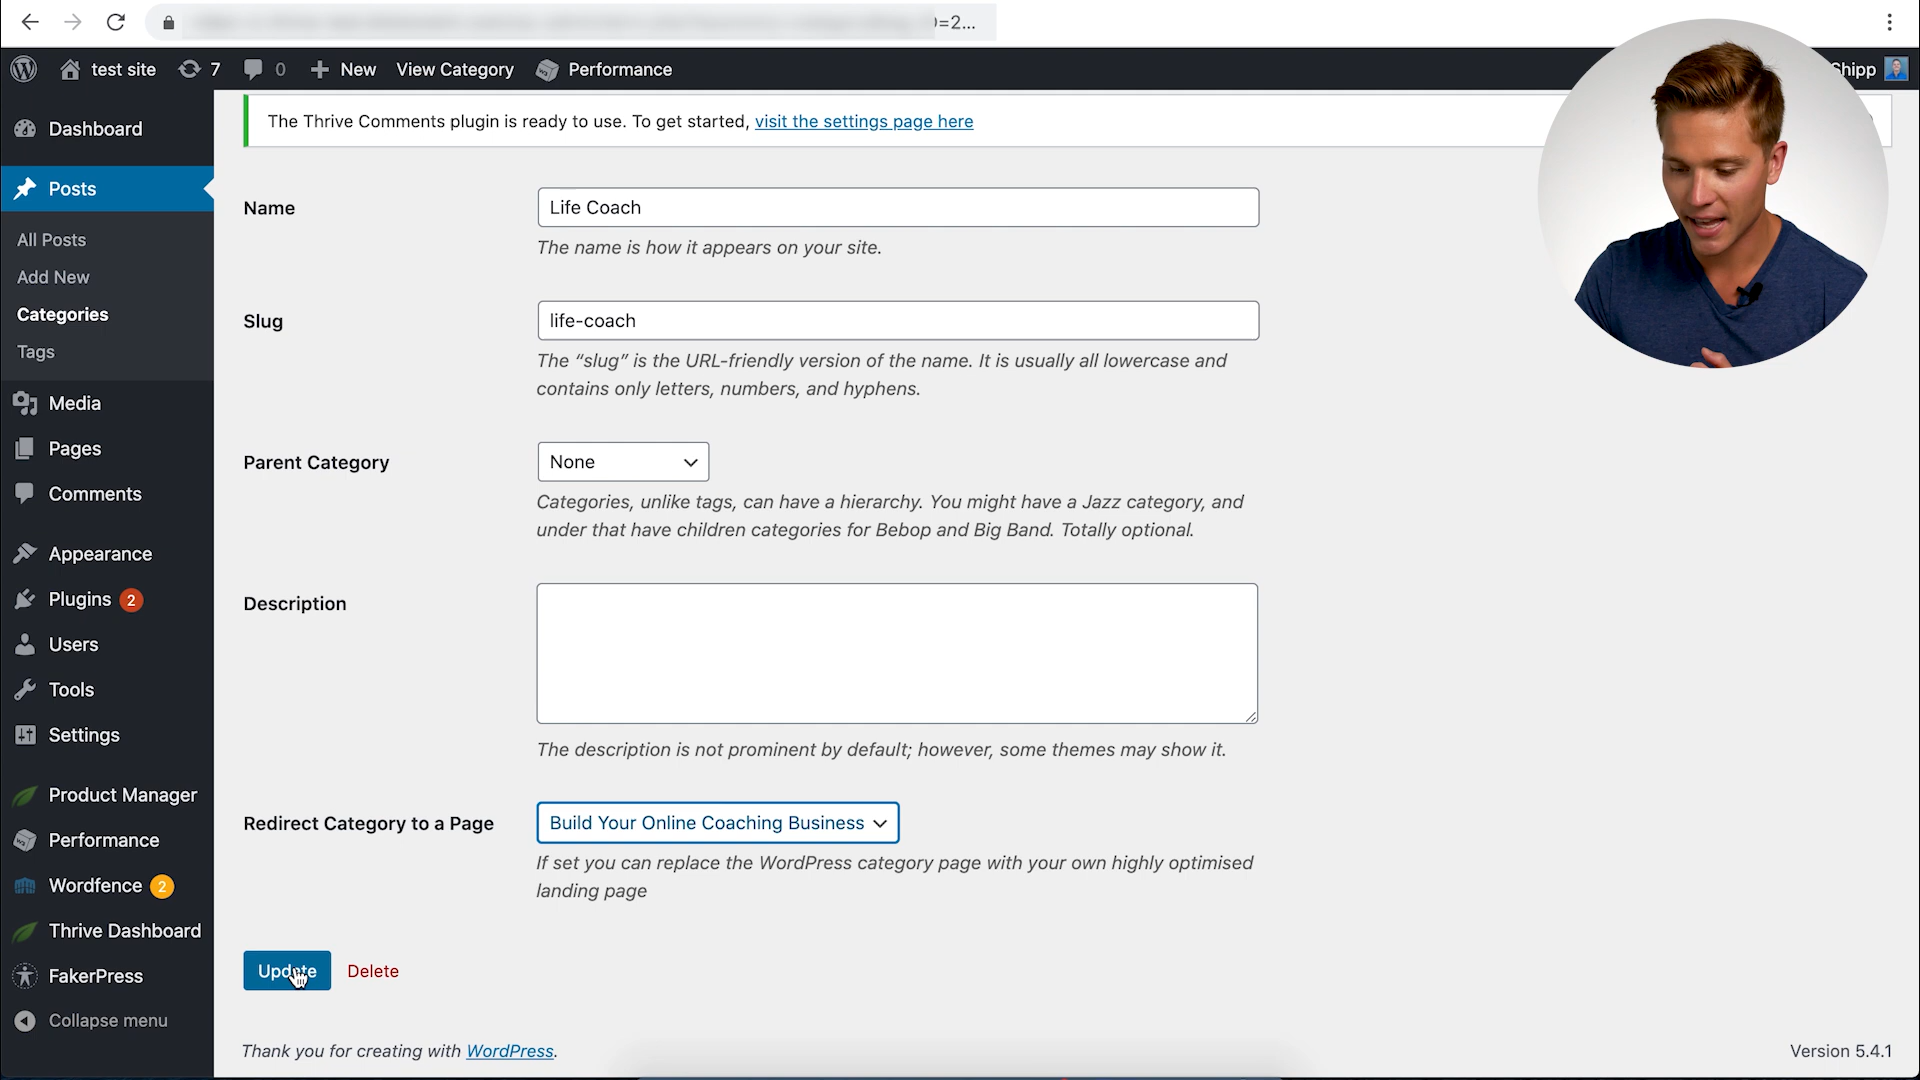 =2...
test site
7
0
New
View Category
Performance
Shipp
Dashboard
Posts
All Posts
Add New
Categories
Tags
Media
Pages
Comments
Appearance
Plugins 2
Users
Tools
Settings
Product Manager
Performance
Wordfence 2
Thrive Dashboard
FakerPress
Collapse menu
The Thrive Comments plugin is ready to use. To get started, visit the settings page here
Name
Life Coach
The name is how it appears on your site.
Slug
life-coach
The “slug” is the URL-friendly version of the name. It is usually all lowercase and
contains only letters, numbers, and hyphens.
Parent Category
None
Categories, unlike tags, can have a hierarchy. You might have a Jazz category, and
under that have children categories for Bebop and Big Band. Totally optional.
Description
The description is not prominent by default; however, some themes may show it.
Redirect Category to a Page
Build Your Online Coaching Business
If set you can replace the WordPress category page with your own highly optimised
landing page
Update
Delete
Thank you for creating with WordPress.
Version 5.4.1